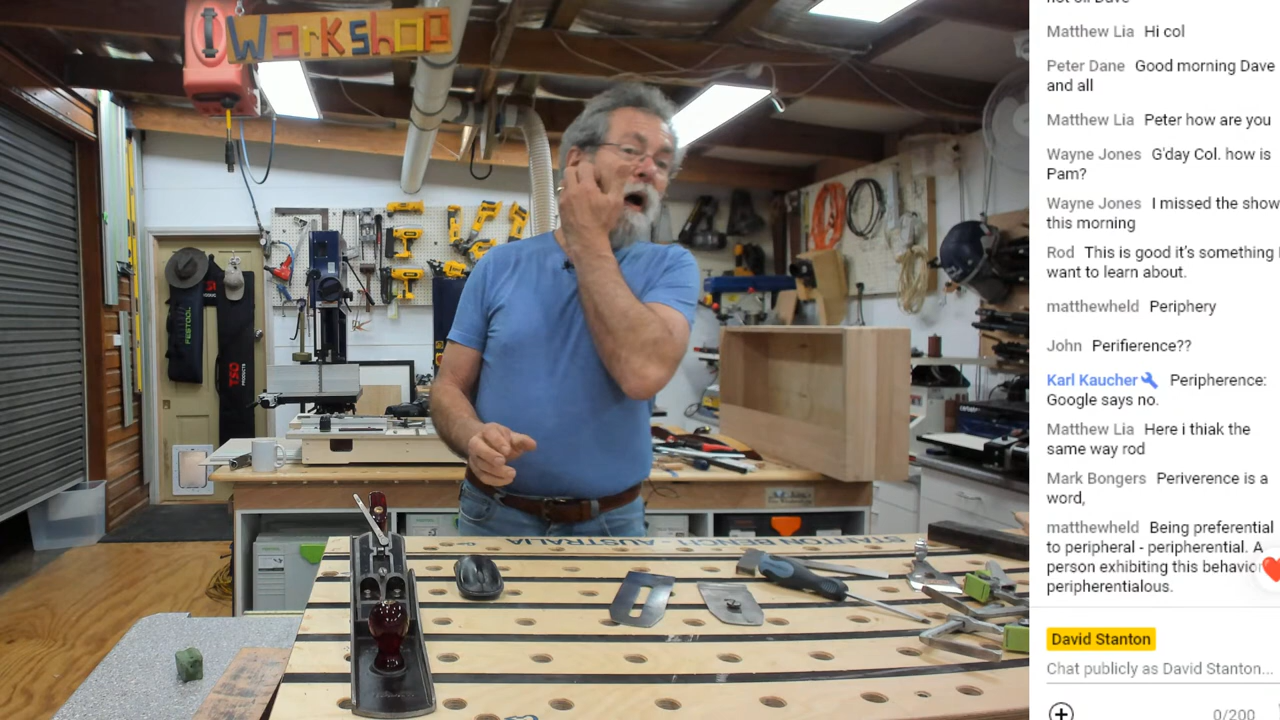 Workshop
FESTOOL
TSO
PRODUCTS
STANTON BENCH AUSTRALIA
Matthew Lia Hi col
Peter Dane Good morning Dave
and all
Matthew Lia Peter how are you
Wayne Jones G'day Col. how is
Pam?
Wayne Jones I missed the show
this morning
Rod This is good it's something I
want to learn about.
matthewheld Periphery
John Perifierence??
Karl Kaucher Peripherence:
Google says no.
Matthew Lia Here i thiak the
same way rod
Mark Bongers Periverence is a
word,
matthewheld Being preferential
to peripheral - peripherential. A
person exhibiting this behavior
peripherentialous.
David Stanton
Chat publicly as David Stanton...
0/200